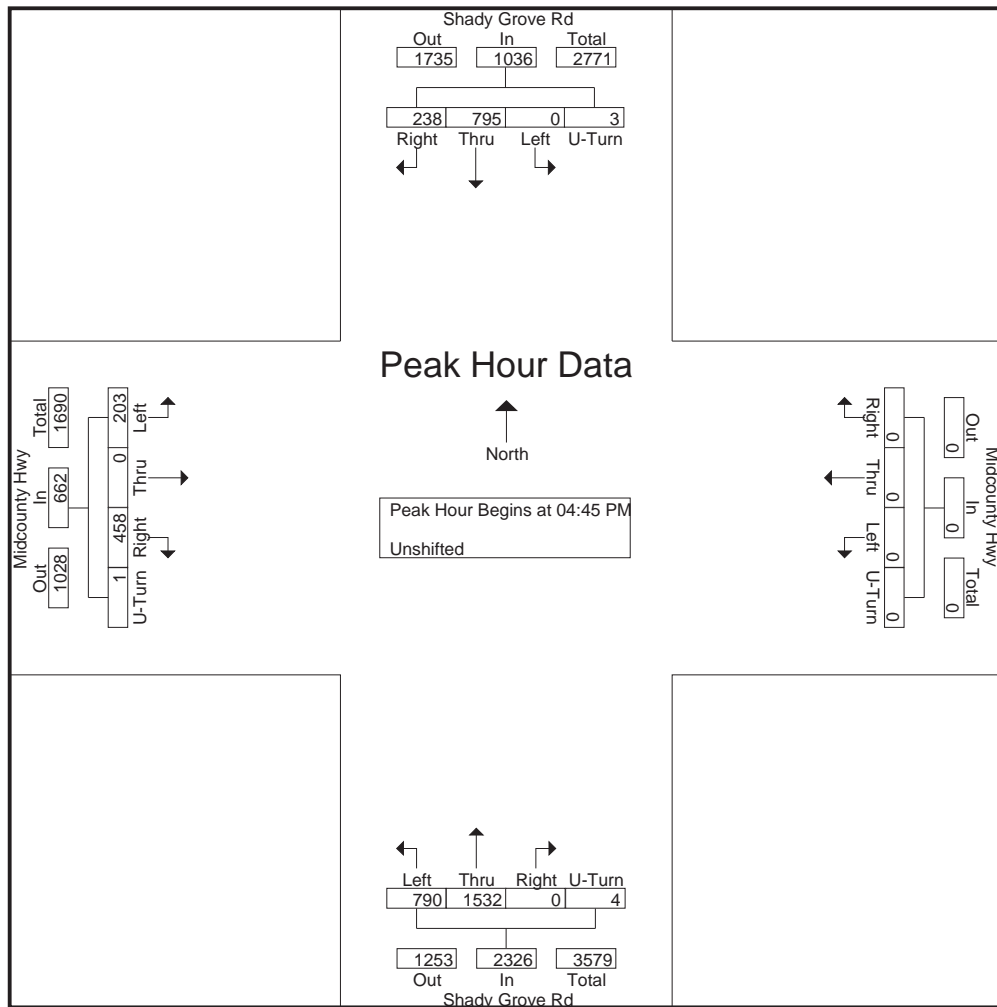 Shady Grove Rd
Out In Total
1735 1036 2771
238 795 0 3
Right Thru Left U-Turn
Peak Hour Data
North
Peak Hour Begins at 04:45 PM
Unshifted
Midcounty Hwy
Out In Total
1028 662 1690
1 458 0 203
U-Turn Right Thru Left
Midcounty Hwy
Out In Total
0 0 0
Right Thru Left U-Turn
0 0 0 0
Left Thru Right U-Turn
790 1532 0 4
1253 2326 3579
Out In Total
Shady Grove Rd